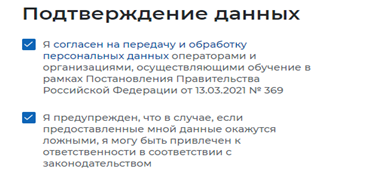 Подтверждение данных
Я согласен на передачу и обработку
персональных данных операторами и
организациями, осуществляющими обучение в
рамках Постановления Правительства
Российской Федерации от 13.03.2021 № 369
Я предупрежден, что в случае, если
предоставленные мной данные окажутся
ложными, я могу быть привлечен к
ответственности в соответствии с
законодательством